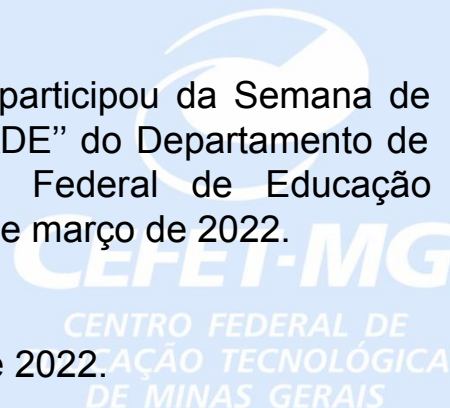 participou da Semana de
DE’’ do Departamento de
Federal de Educação
e março de 2022.
CEFET-MG
CENTRO FEDERAL DE
EDUCAÇÃO TECNOLÓGICA
DE MINAS GERAIS
e 2022.